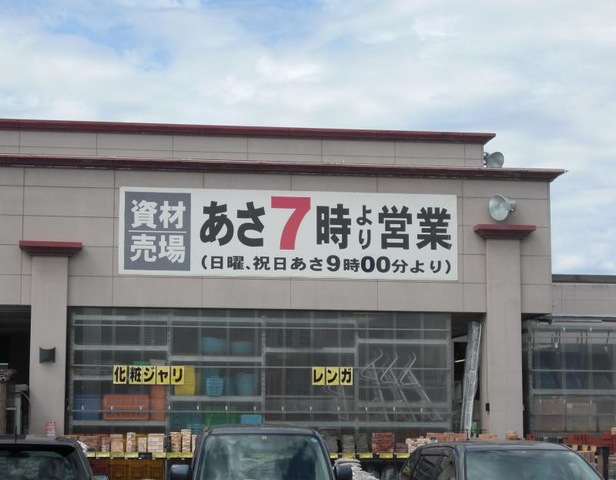 資材
売場
あさ7時より営業
(日曜、祝日あさ9時00分より)
化粧ジャリ
レンガ